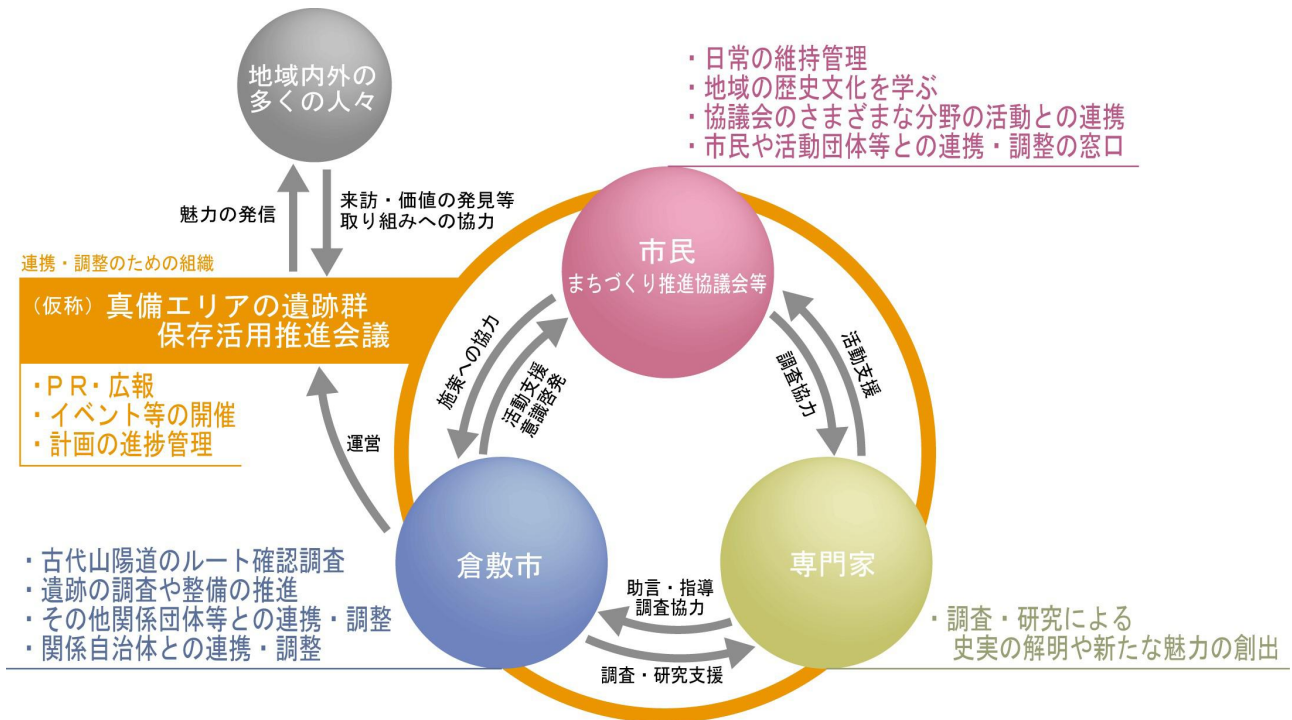 地域内外の
多くの人々
・日常の維持管理
・地域の歴史文化を学ぶ
・協議会のさまざまな分野の活動との連携
・市民や活動団体等との連携・調整の窓口
魅力の発信
来訪・価値の発見等
取り組みへの協力
市民
まちづくり推進協議会等
連携・調整のための組織
（仮称）真備エリアの遺跡群
保存活用推進会議
・ＰＲ・広報
・イベント等の開催
・計画の進捗管理
運営
施策への協力
活動支援
意識啓発
調査協力
活動支援
倉敷市
専門家
・古代山陽道のルート確認調査
・遺跡の調査や整備の推進
・その他関係団体等との連携・調整
・関係自治体との連携・調整
助言・指導
調査協力
調査・研究支援
・調査・研究による
史実の解明や新たな魅力の創出